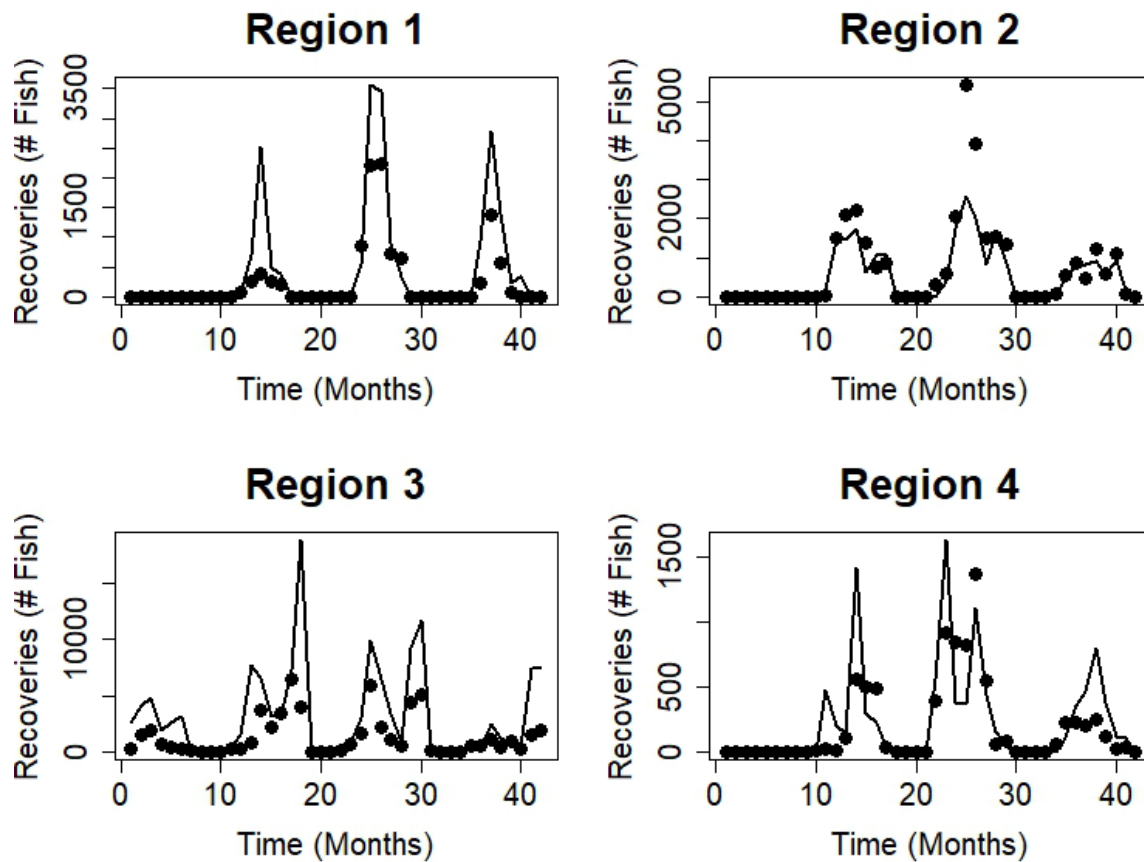 Region 1
Recoveries (# Fish)
3500
1500
0
0 10 20 30 40
Time (Months)
Region 2
Recoveries (# Fish)
5000
2000
0
0 10 20 30 40
Time (Months)
Region 3
Recoveries (# Fish)
10000
0
0 10 20 30 40
Time (Months)
Region 4
Recoveries (# Fish)
1500
500
0
0 10 20 30 40
Time (Months)